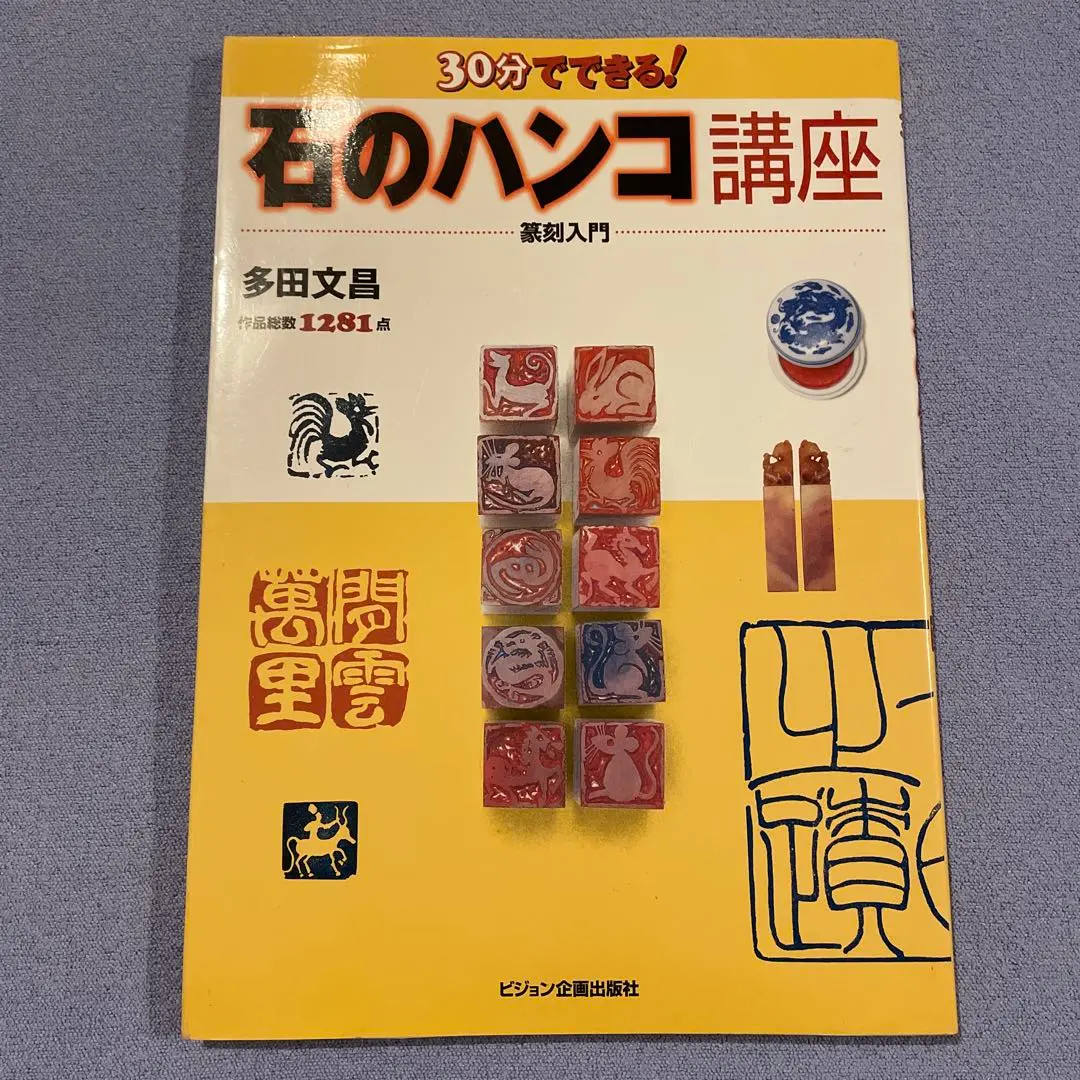 30分でできる!
石のハンコ講座
篆刻入門
多田文昌
作品総数1281点
萬
里
雲
ビジョン企画出版社